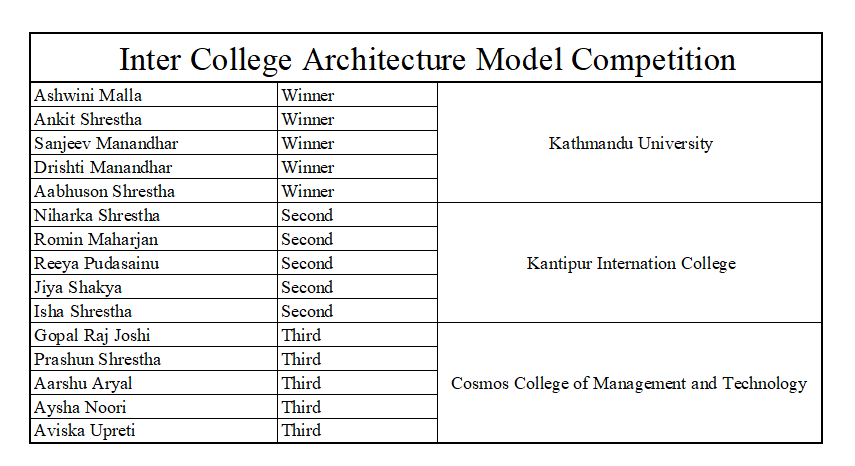 Inter College Architecture Model Competition
Ashwini Malla Winner
Ankit Shrestha Winner
Sanjeev Manandhar Winner Kathmandu University
Drishti Manandhar Winner
Aabhuson Shrestha Winner
Niharka Shrestha Second
Romin Maharjan Second
Reeya Pudasainu Second Kantipur Internation College
Jiya Shakya Second
Isha Shrestha Second
Gopal Raj Joshi Third
Prashun Shrestha Third
Aarshu Aryal Third Cosmos College of Management and Technology
Aysha Noori Third
Aviska Upreti Third